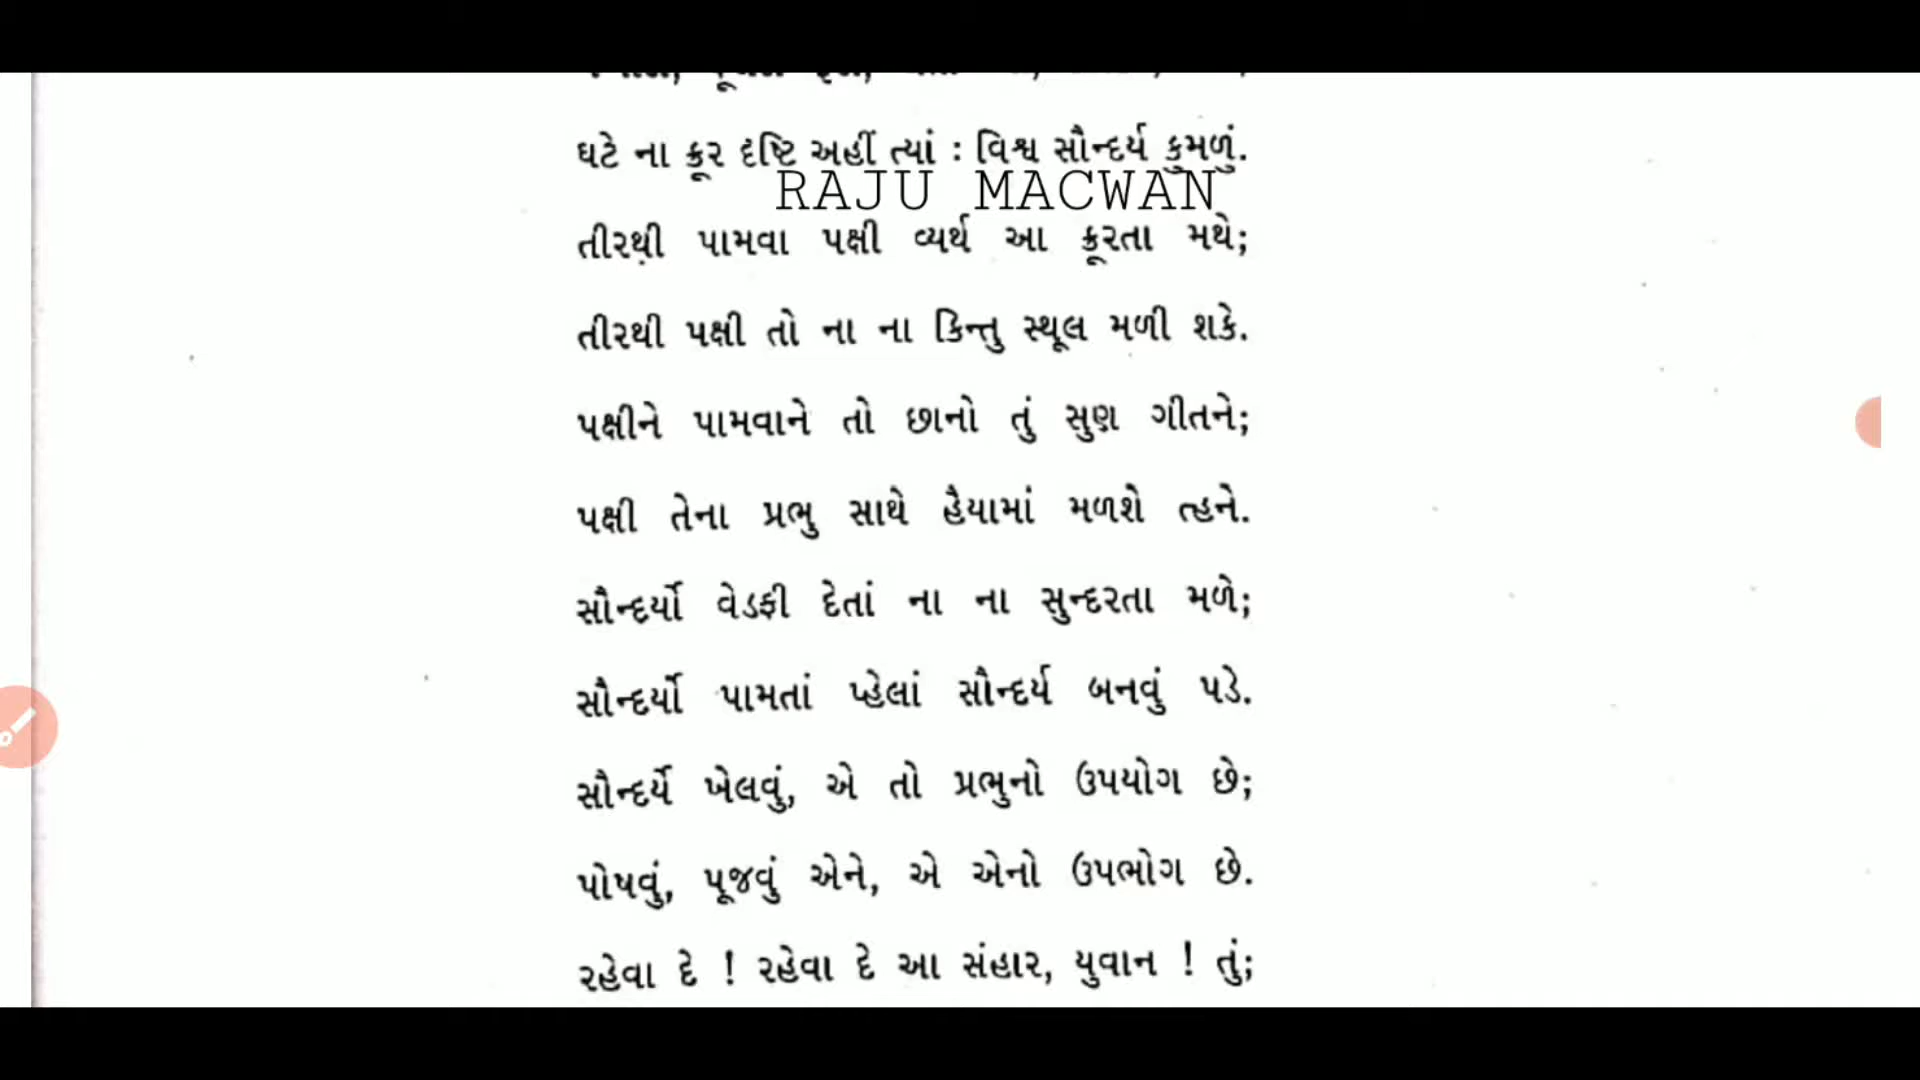 ઘટે ના ક્રૂર દૃષ્ટિ અહીં ત્યાં : વિશ્વ સૌન્દર્ય કુમળું.
RAJU MACWAN
તીરથી પામવા પક્ષી વ્યર્થ આ ક્રૂરતા મથે;
તીરથી પક્ષી તો ના ના કિન્તુ સ્થૂલ મળી શકે.
પક્ષીને પામવાને તો છાનો તું સુણ ગીતને;
પક્ષી તેના પ્રભુ સાથે હૈયામાં મળશે ત્હને.
સૌન્દર્યો વેડફી દેતાં ના ના સુન્દરતા મળે;
સૌન્દર્યો પામતાં પ્હેલાં સૌન્દર્ય બનવું પડે.
સૌન્દર્યે ખેલવું, એ તો પ્રભુનો ઉપયોગ છે;
પોષવું, પૂજવું એને, એ એનો ઉપભોગ છે.
રહેવા દે ! રહેવા દે આ સંહાર, યુવાન ! તું;